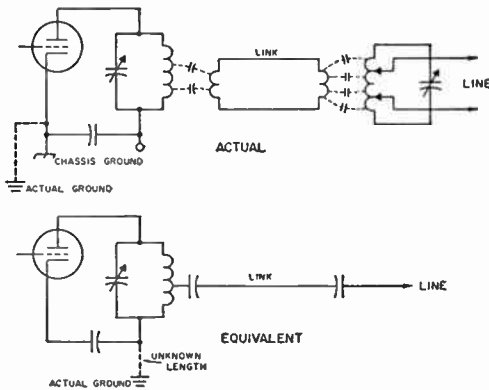 LINK
LINE
CHASSIS GROUND
ACTUAL
ACTUAL GROUND
LINK
LINE
EQUIVALENT
UNKNOWN
LENGTH
ACTUAL GROUND